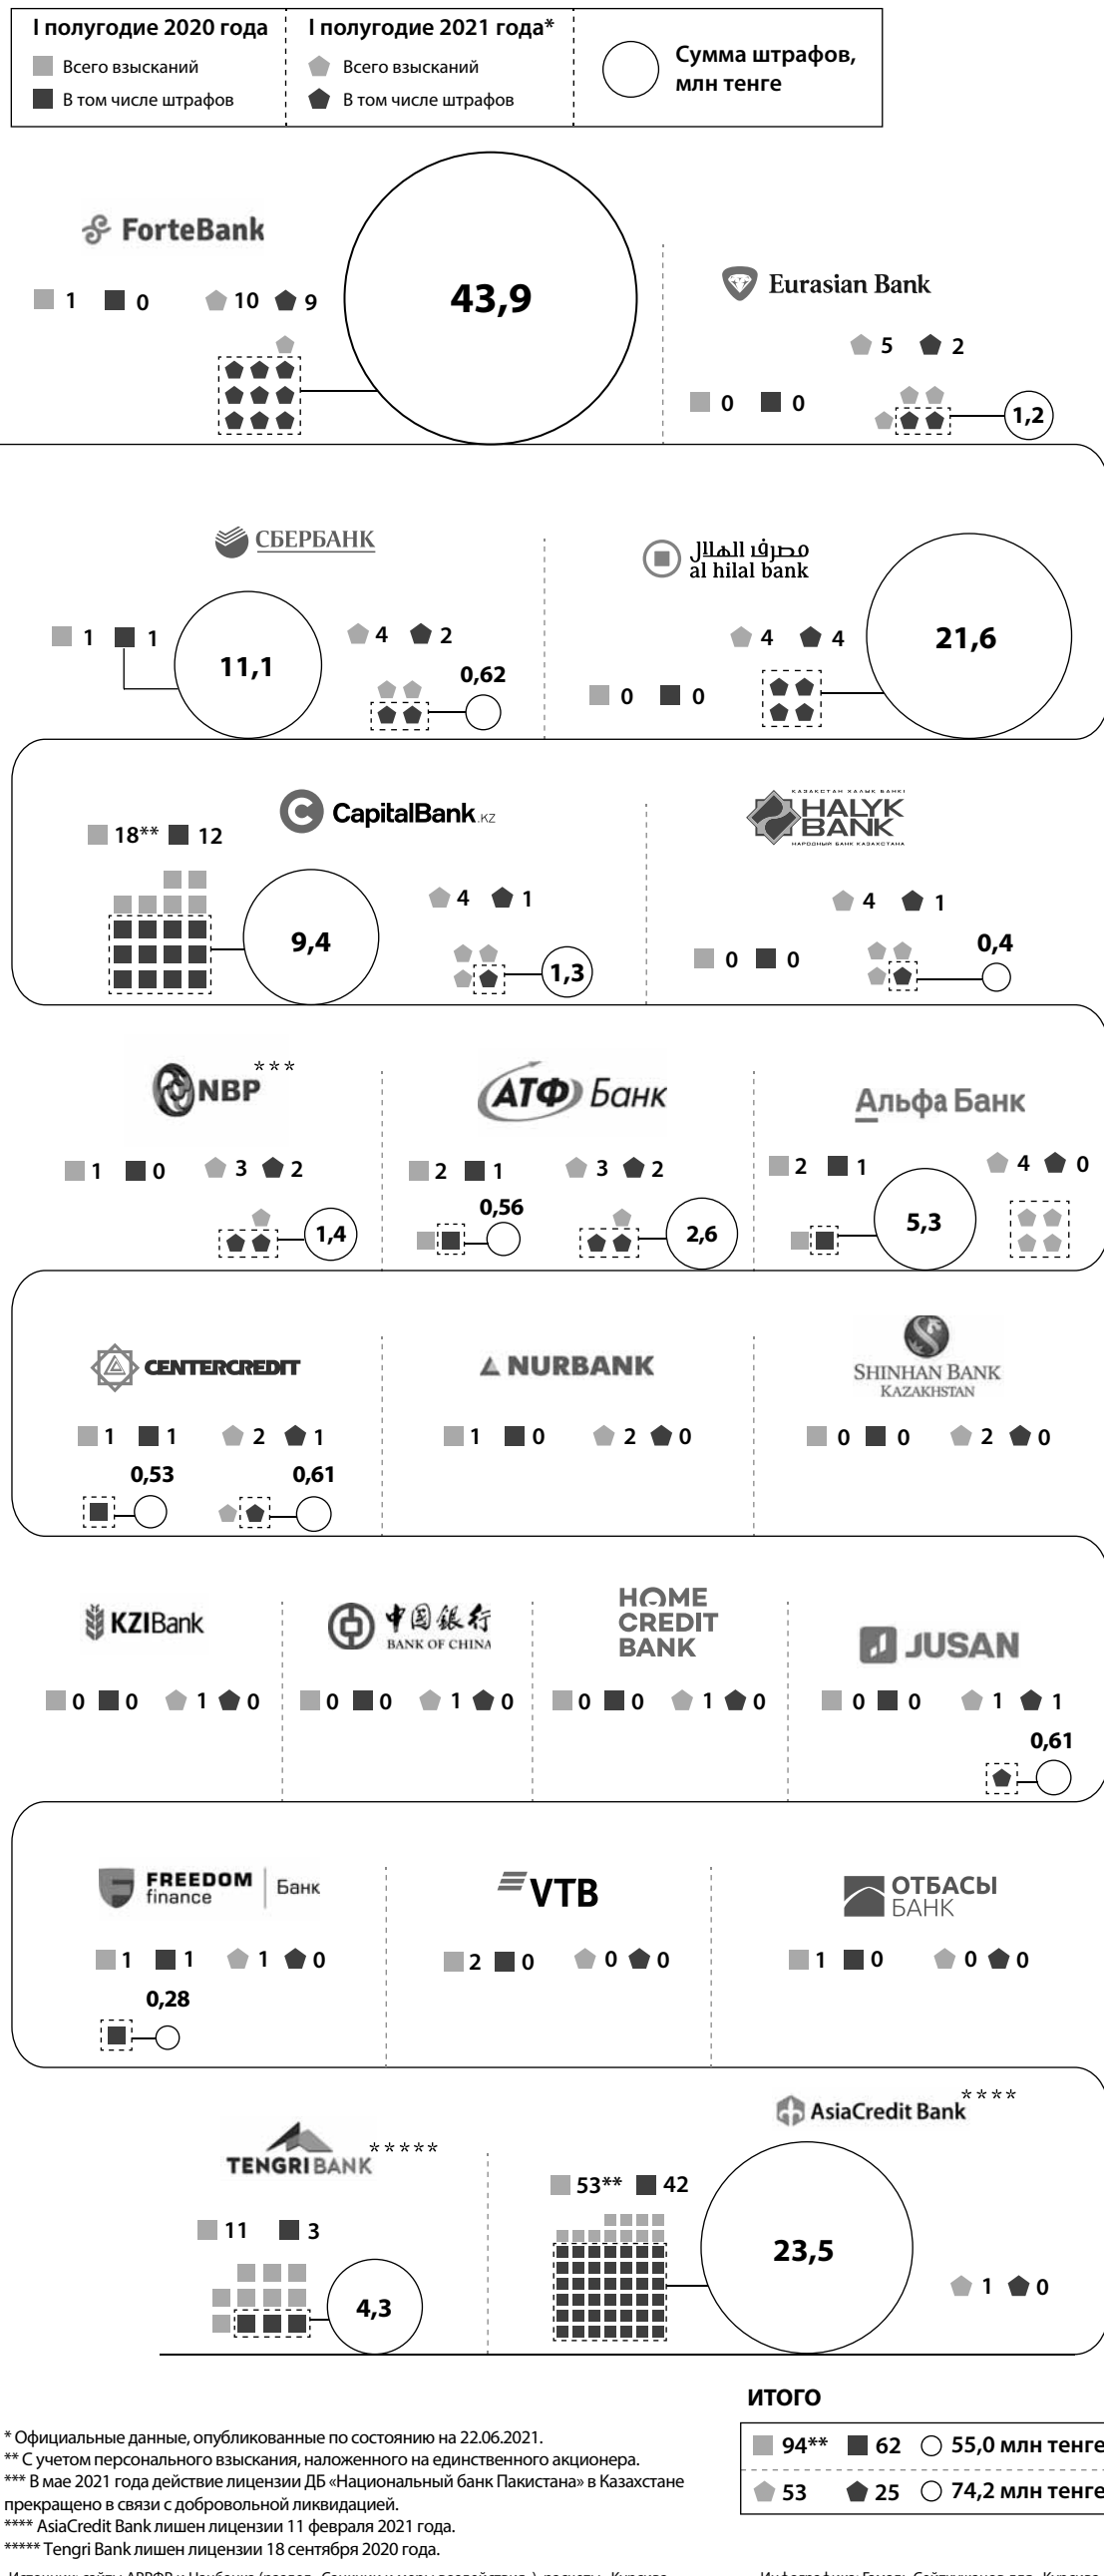 I полугодие 2020 года
Всего взысканий
В том числе штрафов
I полугодие 2021 года*
Всего взысканий
В том числе штрафов
Сумма штрафов,
млн тенге
ForteBank
1 0 10 9
43,9
Eurasian Bank
5 2
0 0
1,2
СБЕРБАНК
1 1
11,1
4 2
0,62
مصرف الهلال
al hilal bank
4 4
0 0
21,6
CapitalBank.KZ
18** 12
9,4
4 1
1,3
ҚАЗАҚСТАН ХАЛЫҚ БАНКІ
HALYK
BANK
НАРОДНЫЙ БАНК КАЗАХСТАНА
4 1
0 0
0,4
NBP ***
1 0 3 2
1,4
АТФ Банк
2 1 3 2
0,56
2,6
Альфа Банк
2 1 4 0
5,3
CENTERCREDIT
1 1 2 1
0,53 0,61
NURBANK
1 0 2 0
SHINHAN BANK
KAZAKHSTAN
0 0 2 0
KZIBank
0 0 1 0
中国银行
BANK OF CHINA
0 0 1 0
HOME
CREDIT
BANK
0 0 1 0
JUSAN
0 0 1 1
0,61
FREEDOM
finance
Банк
1 1 1 0
0,28
VTB
2 0 0 0
ОТБАСЫ
БАНК
1 0 0 0
TENGRIBANK *****
11 3
4,3
AsiaCredit Bank ****
53** 42
23,5
1 0
ИТОГО
94** 62 55,0 млн тенге
53 25 74,2 млн тенге
* Официальные данные, опубликованные по состоянию на 22.06.2021.
** С учетом персонального взыскания, наложенного на единственного акционера.
*** В мае 2021 года действие лицензии ДБ «Национальный банк Пакистана» в Казахстане
прекращено в связи с добровольной ликвидацией.
**** AsiaCredit Bank лишен лицензии 11 февраля 2021 года.
***** Tengri Bank лишен лицензии 18 сентября 2020 года.